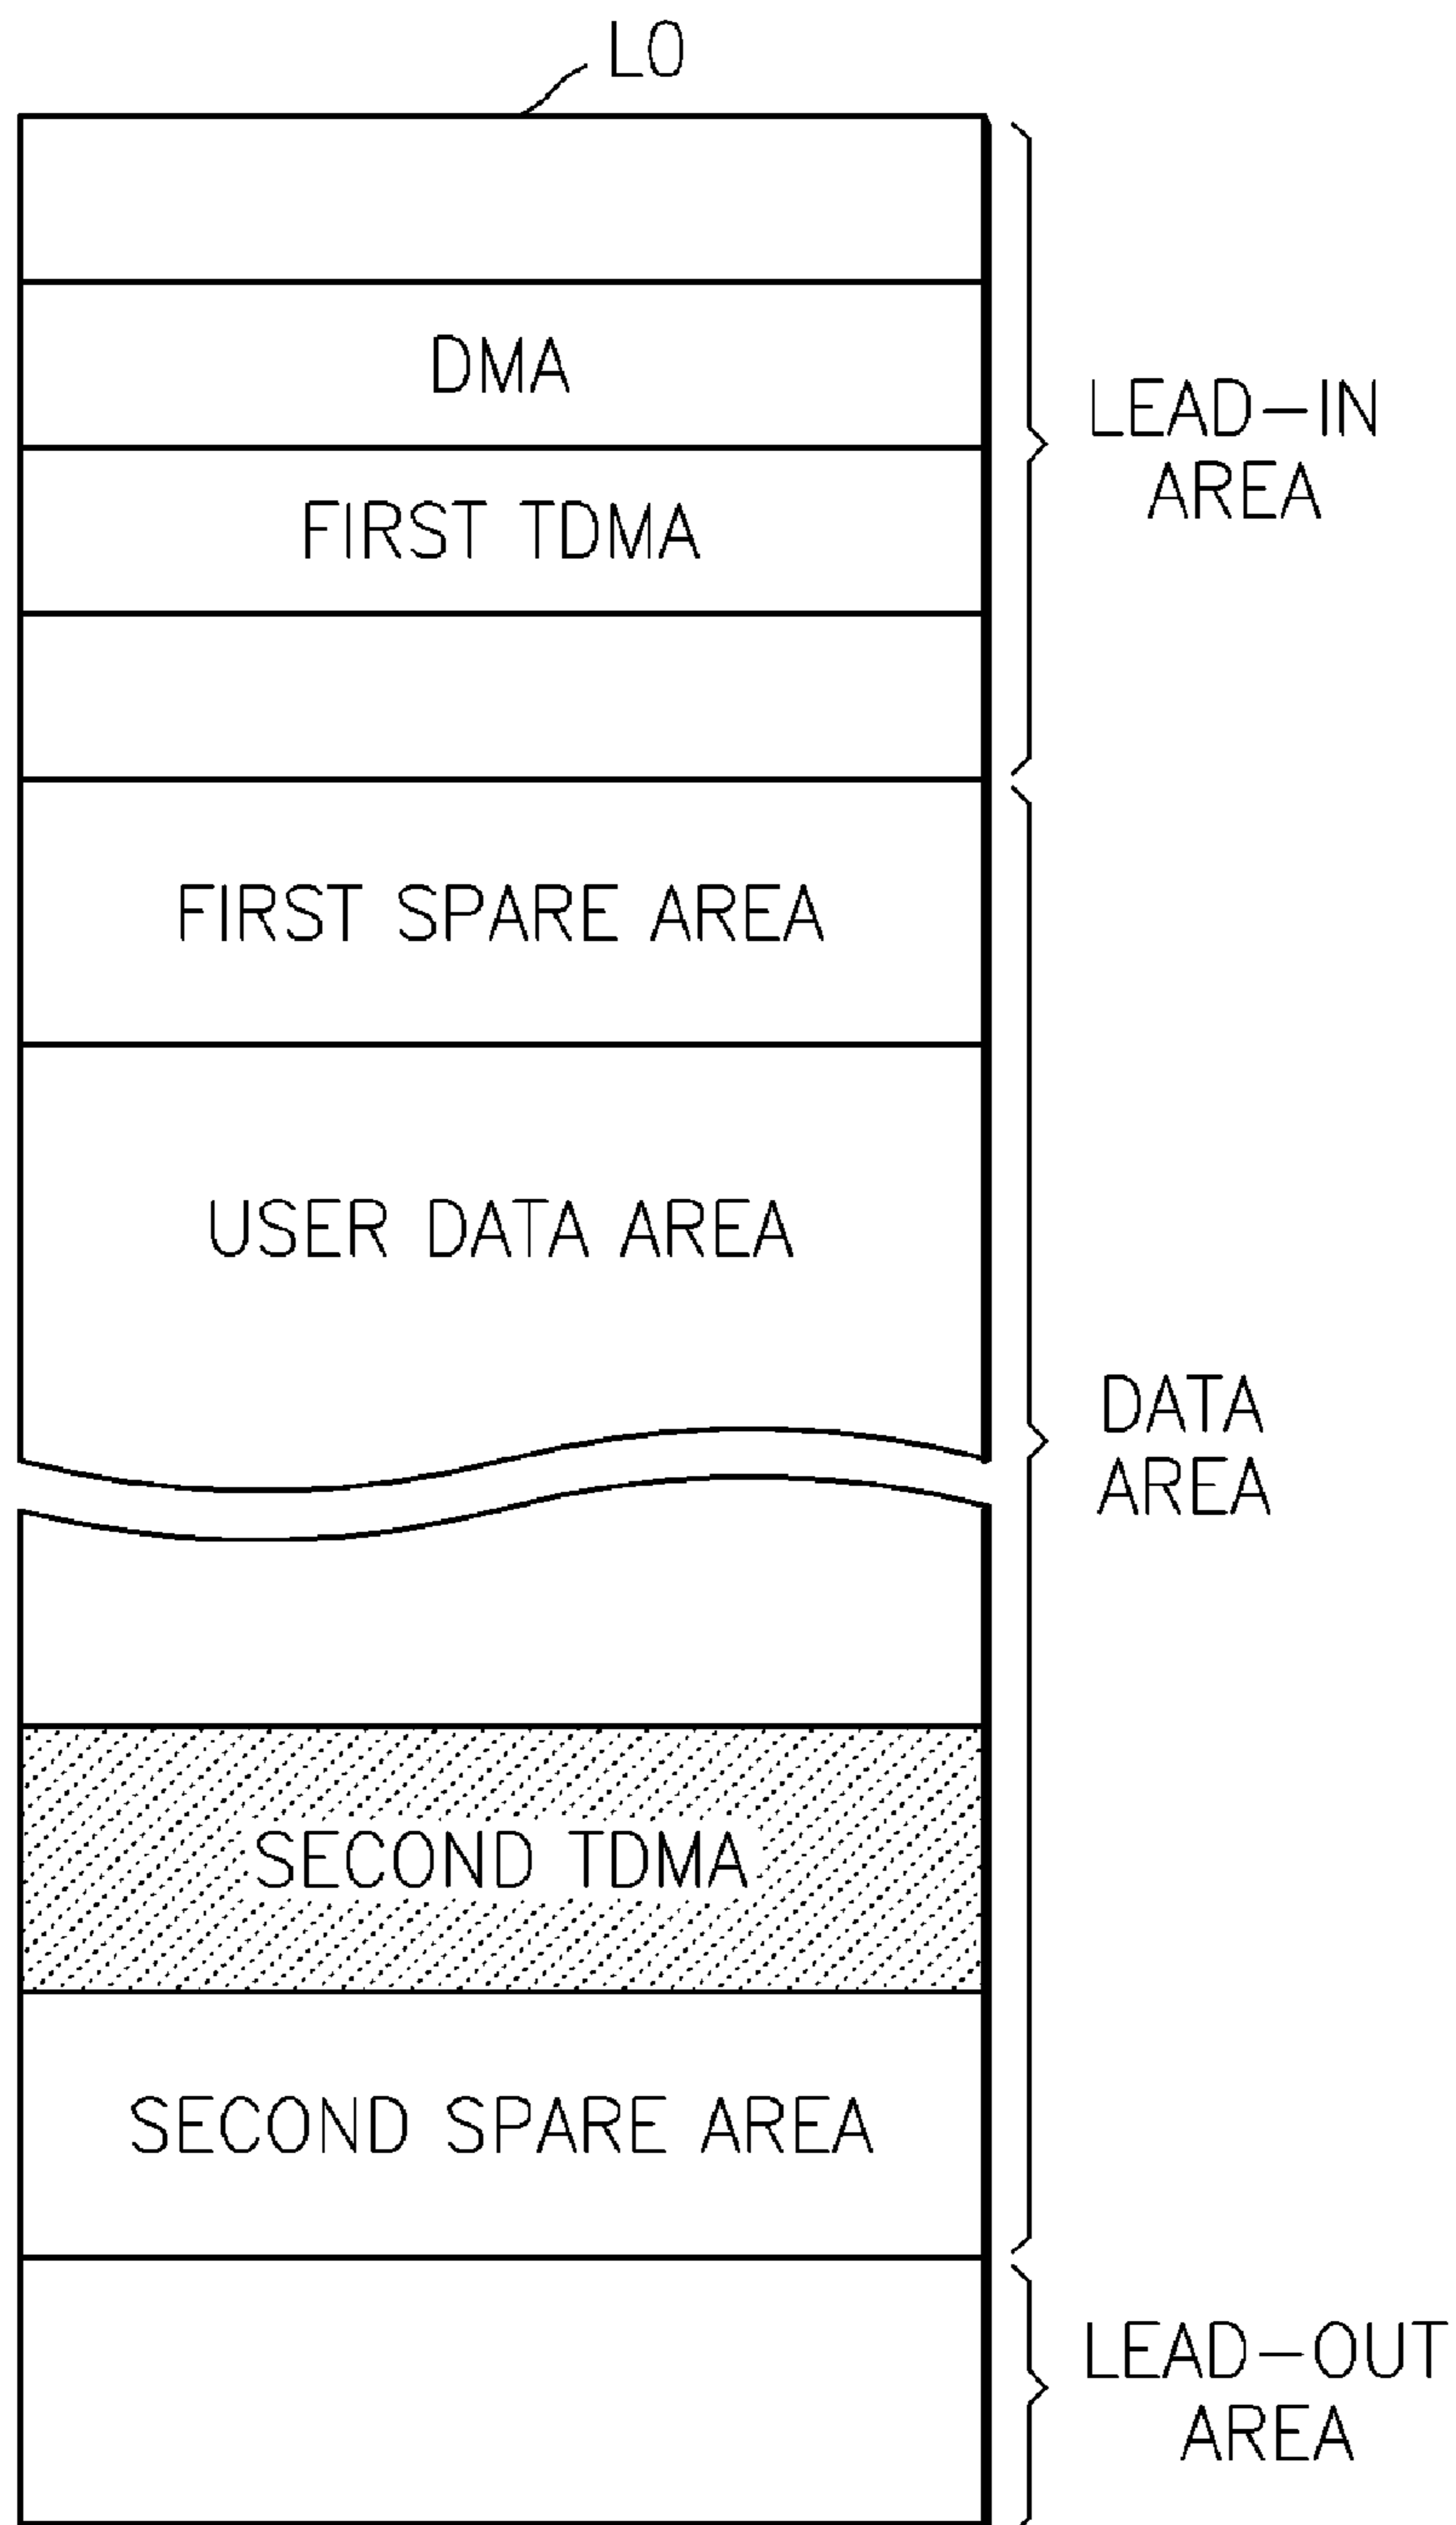 L0
DMA
FIRST TDMA
LEAD-IN
AREA
FIRST SPARE AREA
USER DATA AREA
DATA
AREA
SECOND TDMA
SECOND SPARE AREA
LEAD-OUT
AREA